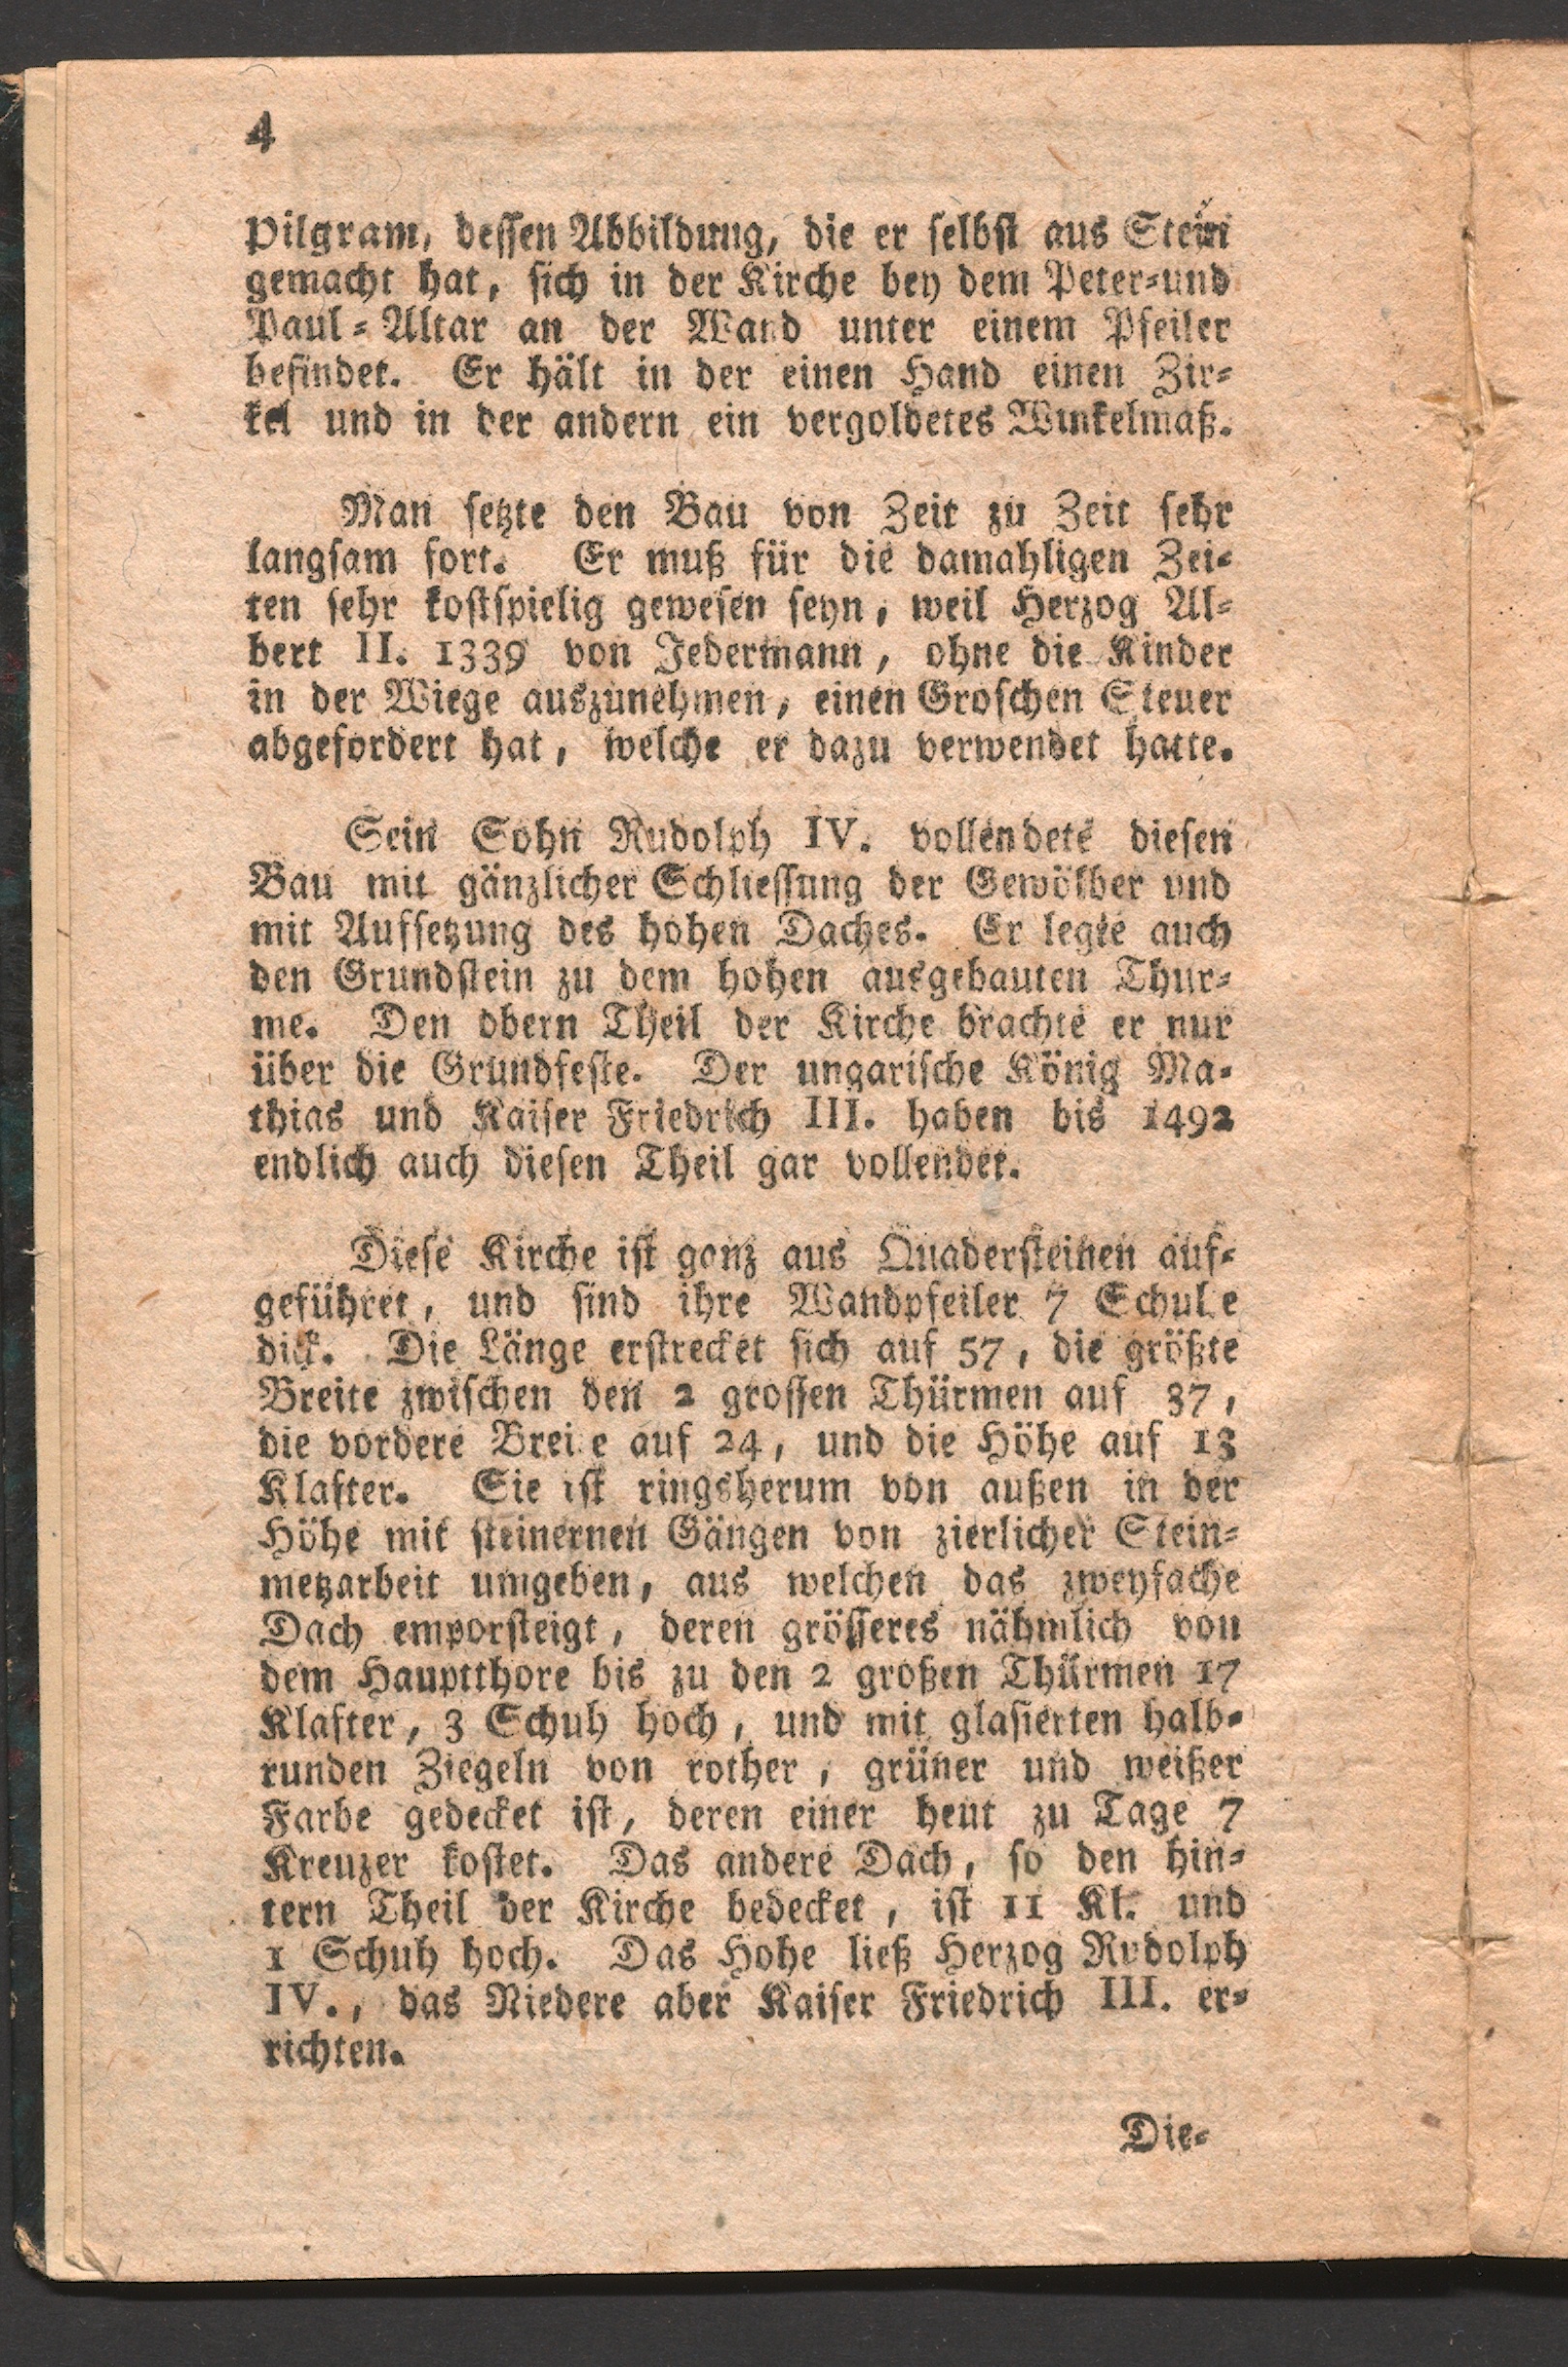 4
Pilgram, dessen Abbildung, die er selbst aus Stein
gemacht hat, sich in der Kirche bey dem Peter-und
Paul-Altar an der Wand unter einem Pfeiler
befindet. Er hält in der einen Hand einen Zir-
kel und in der andern ein vergoldetes Winkelmaß.
Man setzte den Bau von Zeit zu Zeit sehr
langsam fort. Er muß für die damahligen Zei-
ten sehr kostspielig gewesen seyn, weil Herzog Al-
bert II. 1339 von Jedermann, ohne die Kinder
in der Wiege auszunehmen, einen Groschen Steuer
abgefordert hat, welche er dazu verwendet hatte.
Sein Sohn Rudolph IV. vollendete diesen
Bau mit gänzlicher Schliessung der Gewölber und
mit Aufsetzung des hohen Daches. Er legte auch
den Grundstein zu dem hohen ausgebauten Thur-
me. Den obern Theil der Kirche brachte er nur
über die Grundfeste. Der ungarische König Ma-
thias und Kaiser Friedrich III. haben bis 1492
endlich auch diesen Theil gar vollendet.
Diese Kirche ist ganz aus Quadersteinen auf-
geführet, und sind ihre Wandpfeiler 7 Schuhe
dick. Die Länge erstrecket sich auf 57, die größte
Breite zwischen den 2 grossen Thürmen auf 37,
die vordere Breite auf 24, und die Höhe auf 13
Klafter. Sie ist ringsherum von außen in der
Höhe mit steinernen Gängen von zierlicher Stein-
metzarbeit umgeben, aus welchen das zweyfache
Dach emporsteigt, deren grösseres nähmlich von
dem Hauptthore bis zu den 2 großen Thürmen 17
Klafter, 3 Schuh hoch, und mit glasierten halb-
runden Ziegeln von rother, grüner und weißer
Farbe gedecket ist, deren einer heut zu Tage 7
Kreuzer kostet. Das andere Dach, so den hin-
tern Theil der Kirche bedecket, ist 11 Kl. und
1 Schuh hoch. Das Hohe ließ Herzog Rudolph
IV., das Niedere aber Kaiser Friedrich III. er-
richten.
Die-